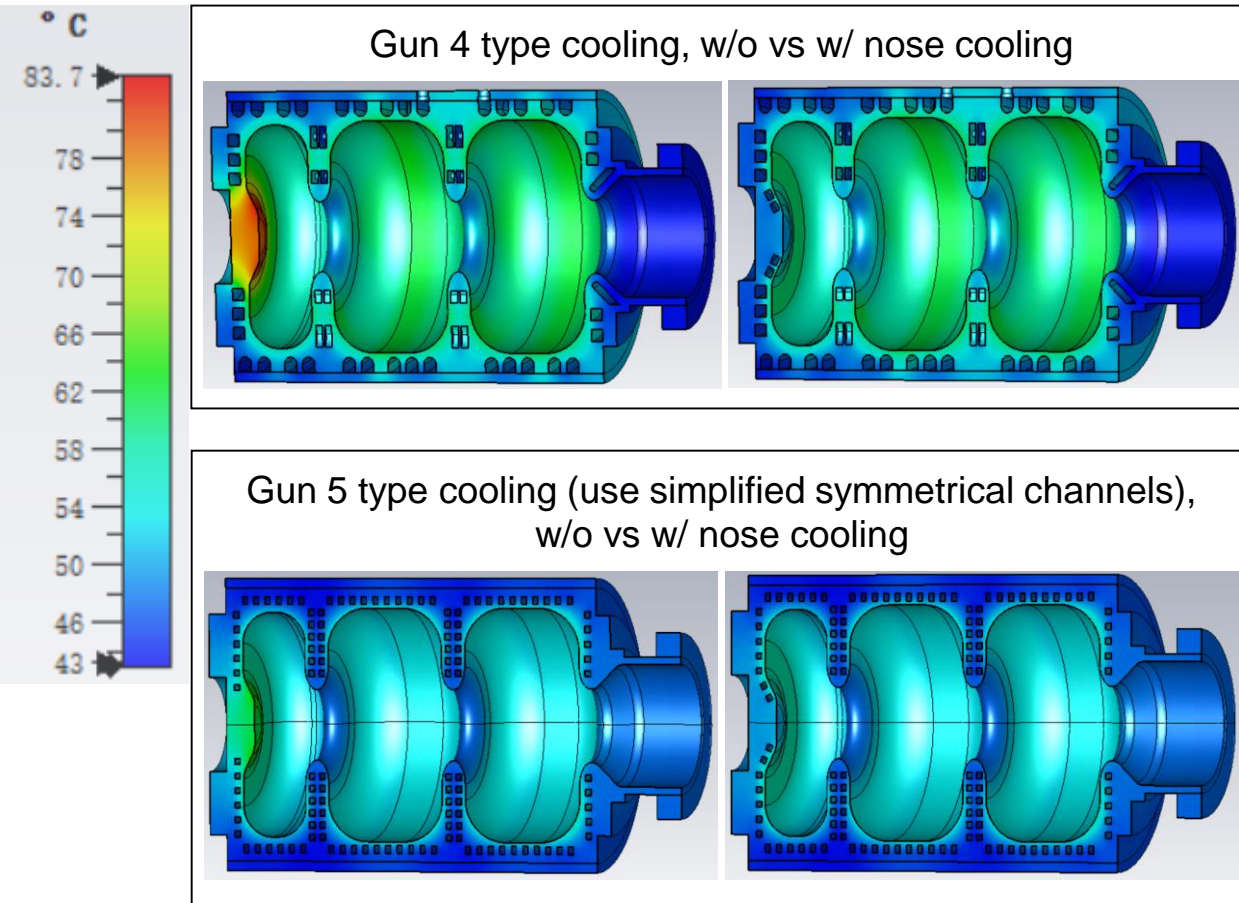 ° C
83. 7
78
74
70
66
62
58
54
50
46
43
Gun 4 type cooling, w/o vs w/ nose cooling
Gun 5 type cooling (use simplified symmetrical channels),
w/o vs w/ nose cooling